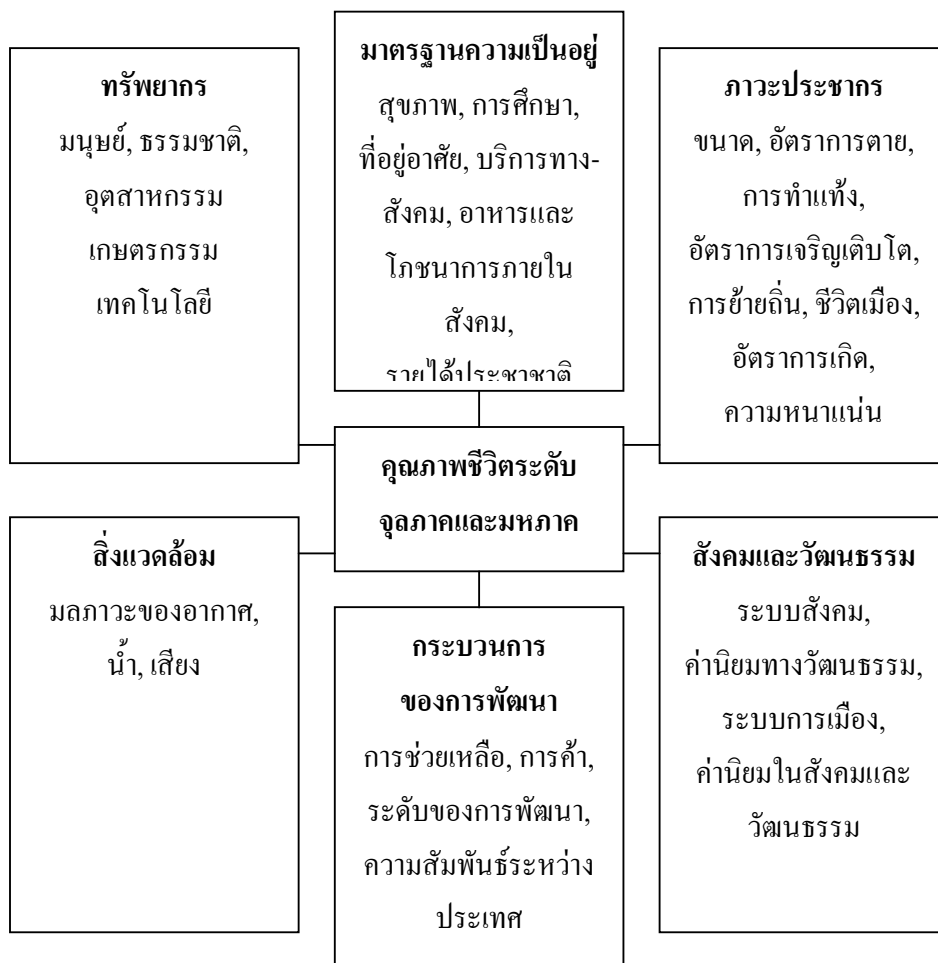 ทรัพยากร
มนุษย์, ธรรมชาติ,
อุตสาหกรรม
เกษตรกรรม
เทคโนโลยี
มาตรฐานความเป็นอยู่
สุขภาพ, การศึกษา,
ที่อยู่อาศัย, บริการทาง-
สังคม, อาหารและ
โภชนาการภายใน
สังคม,
รายได้ประชาชาติ
ภาวะประชากร
ขนาด, อัตราการตาย,
การทำแท้ง,
อัตราการเจริญเติบโต,
การย้ายถิ่น, ชีวิตเมือง,
อัตราการเกิด,
ความหนาแน่น
คุณภาพชีวิตระดับ
จุลภาคและมหภาค
สิ่งแวดล้อม
มลภาวะของอากาศ,
น้ำ, เสียง
กระบวนการ
ของการพัฒนา
การช่วยเหลือ, การค้า,
ระดับของการพัฒนา,
ความสัมพันธ์ระหว่าง
ประเทศ
สังคมและวัฒนธรรม
ระบบสังคม,
ค่านิยมทางวัฒนธรรม,
ระบบการเมือง,
ค่านิยมในสังคมและ
วัฒนธรรม